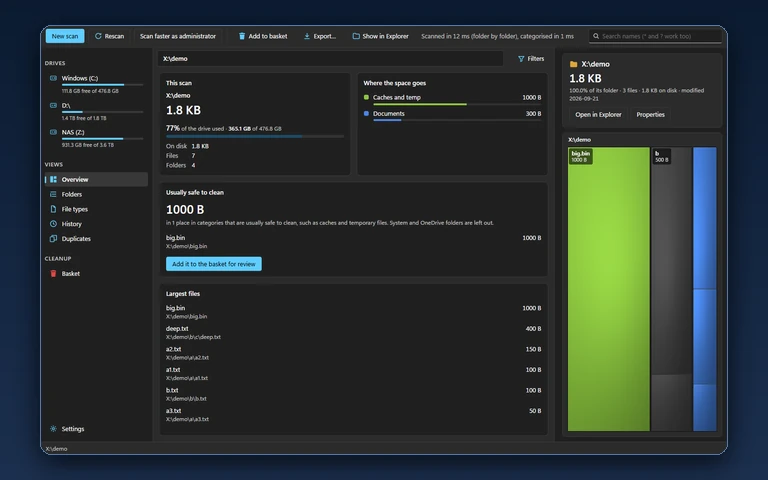 New scan Rescan Scan faster as administrator Add to basket Export... Show in Explorer Scanned in 12 ms (folder by folder), categorised in 1 ms Search names (* and ? work too)
DRIVES
Windows (C:)
111.8 GB free of 476.8 GB
D:\
1.4 TB free of 1.8 TB
NAS (Z:)
931.3 GB free of 3.6 TB
VIEWS
Overview
Folders
File types
History
Duplicates
CLEANUP
Basket
Settings
X:\demo
X:\demo Filters
This scan
X:\demo
1.8 KB
77% of the drive used · 365.1 GB of 476.8 GB
On disk 1.8 KB
Files 7
Folders 4
Where the space goes
Caches and temp 1000 B
Documents 300 B
Usually safe to clean
1000 B
in 1 place in categories that are usually safe to clean, such as caches and temporary files. System and OneDrive folders are left out.
big.bin 1000 B
X:\demo\big.bin
Add it to the basket for review
Largest files
big.bin 1000 B
X:\demo\big.bin
deep.txt 400 B
X:\demo\b\c\deep.txt
a2.txt 150 B
X:\demo\a\a2.txt
a1.txt 100 B
X:\demo\a\a1.txt
b.txt 100 B
X:\demo\b\b.txt
a3.txt 50 B
X:\demo\a\a3.txt
X:\demo
1.8 KB
100.0% of its folder · 3 files · 1.8 KB on disk · modified
2026-09-21
Open in Explorer Properties
X:\demo
big.bin
1000 B
b
500 B